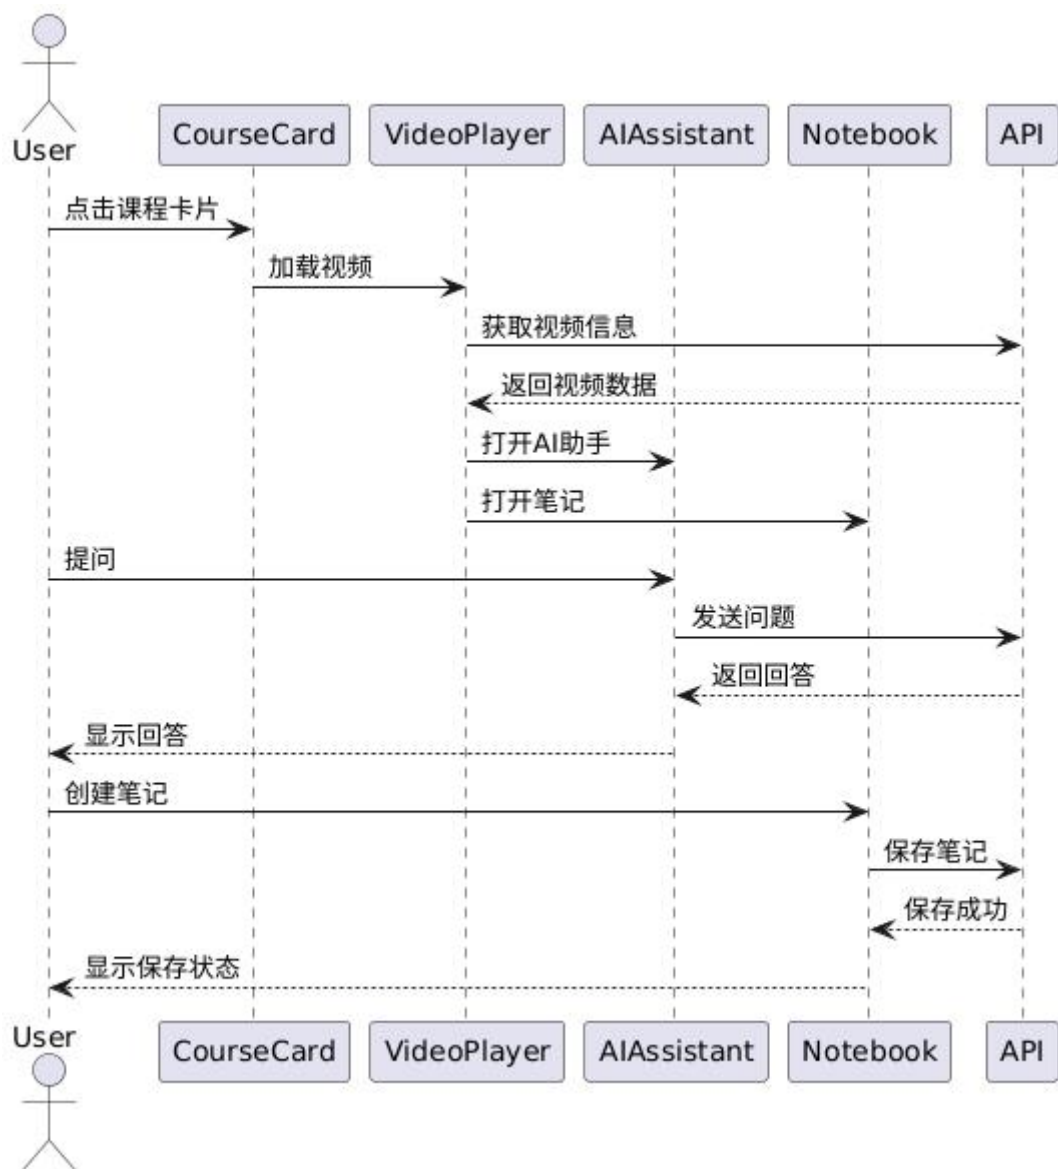 User
CourseCard
VideoPlayer
AIAssistant
Notebook
API
点击课程卡片
加载视频
获取视频信息
返回视频数据
打开AI助手
打开笔记
提问
发送问题
返回回答
显示回答
创建笔记
保存笔记
保存成功
显示保存状态
User
CourseCard
VideoPlayer
AIAssistant
Notebook
API